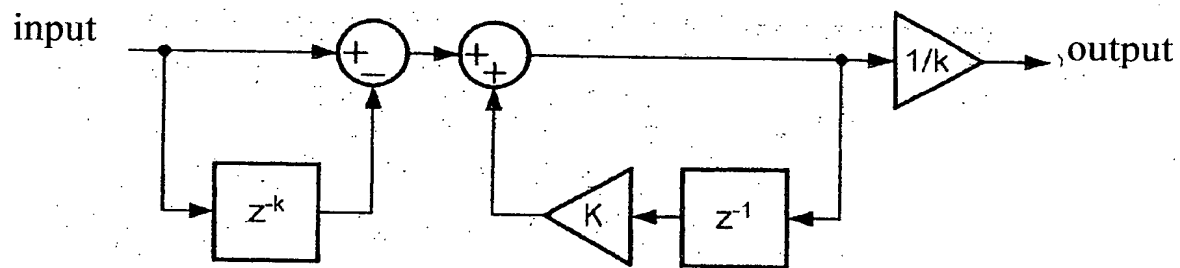 input
+
−
+
+
1/k
output
z-k
K
z-1